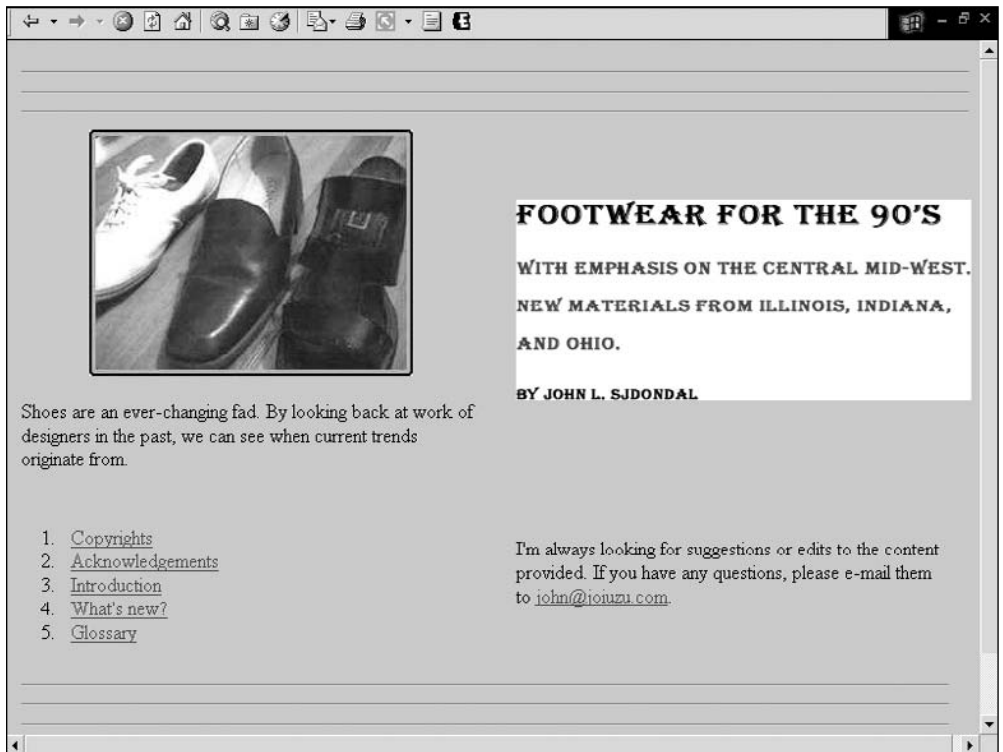 FOOTWEAR FOR THE 90'S
WITH EMPHASIS ON THE CENTRAL MID-WEST.
NEW MATERIALS FROM ILLINOIS, INDIANA,
AND OHIO.
BY JOHN L. SJDONDAL
Shoes are an ever-changing fad. By looking back at work of
designers in the past, we can see when current trends
originate from.
1. Copyrights
2. Acknowledgements
3. Introduction
4. What's new?
5. Glossary
I'm always looking for suggestions or edits to the content
provided. If you have any questions, please e-mail them
to john@joiuzu.com.